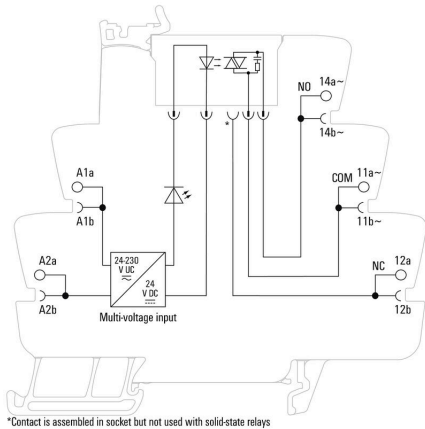 NO
14a~
14b~
*
COM
11a~
11b~
A1a
A1b
A2a
A2b
24-230
V UC
24
V DC
Multi-voltage input
NC
12a
12b
*Contact is assembled in socket but not used with solid-state relays